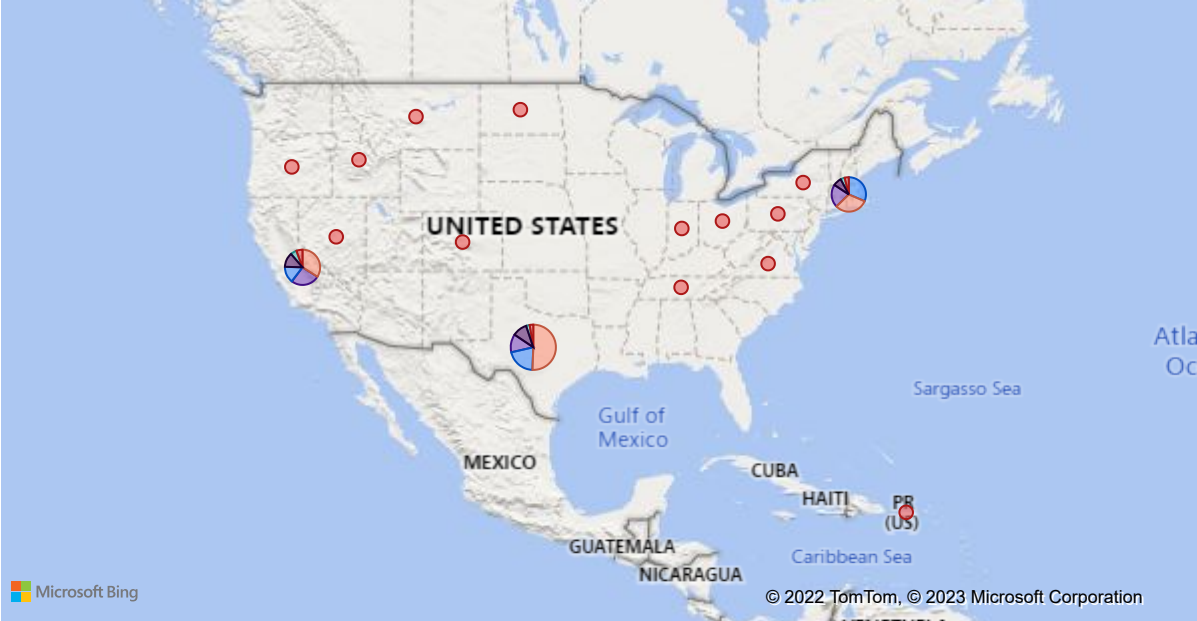 UNITED STATES
Atla
Oc
Sargasso Sea
Gulf of
Mexico
MEXICO
CUBA
HAITI
PR
(US)
GUATEMALA
Caribbean Sea
NICARAGUA
Microsoft Bing
© 2022 TomTom, © 2023 Microsoft Corporation